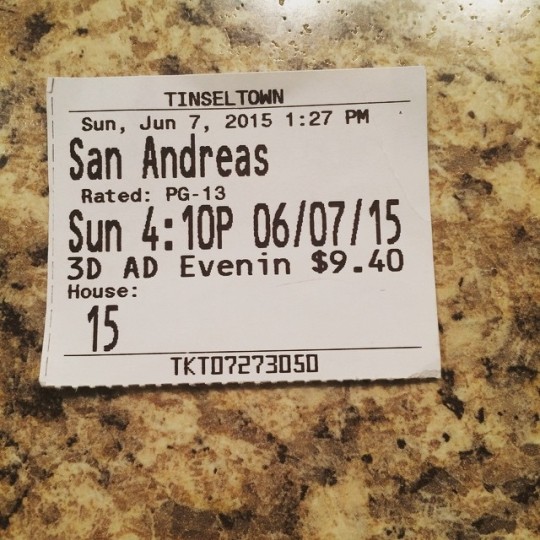 TINSELTOWN
Sun, Jun 7, 2015 1:27 PM
San Andreas
Rated: PG-13
Sun 4:10P 06/07/15
3D AD Evenin $9.40
House:
15
TKT07273050